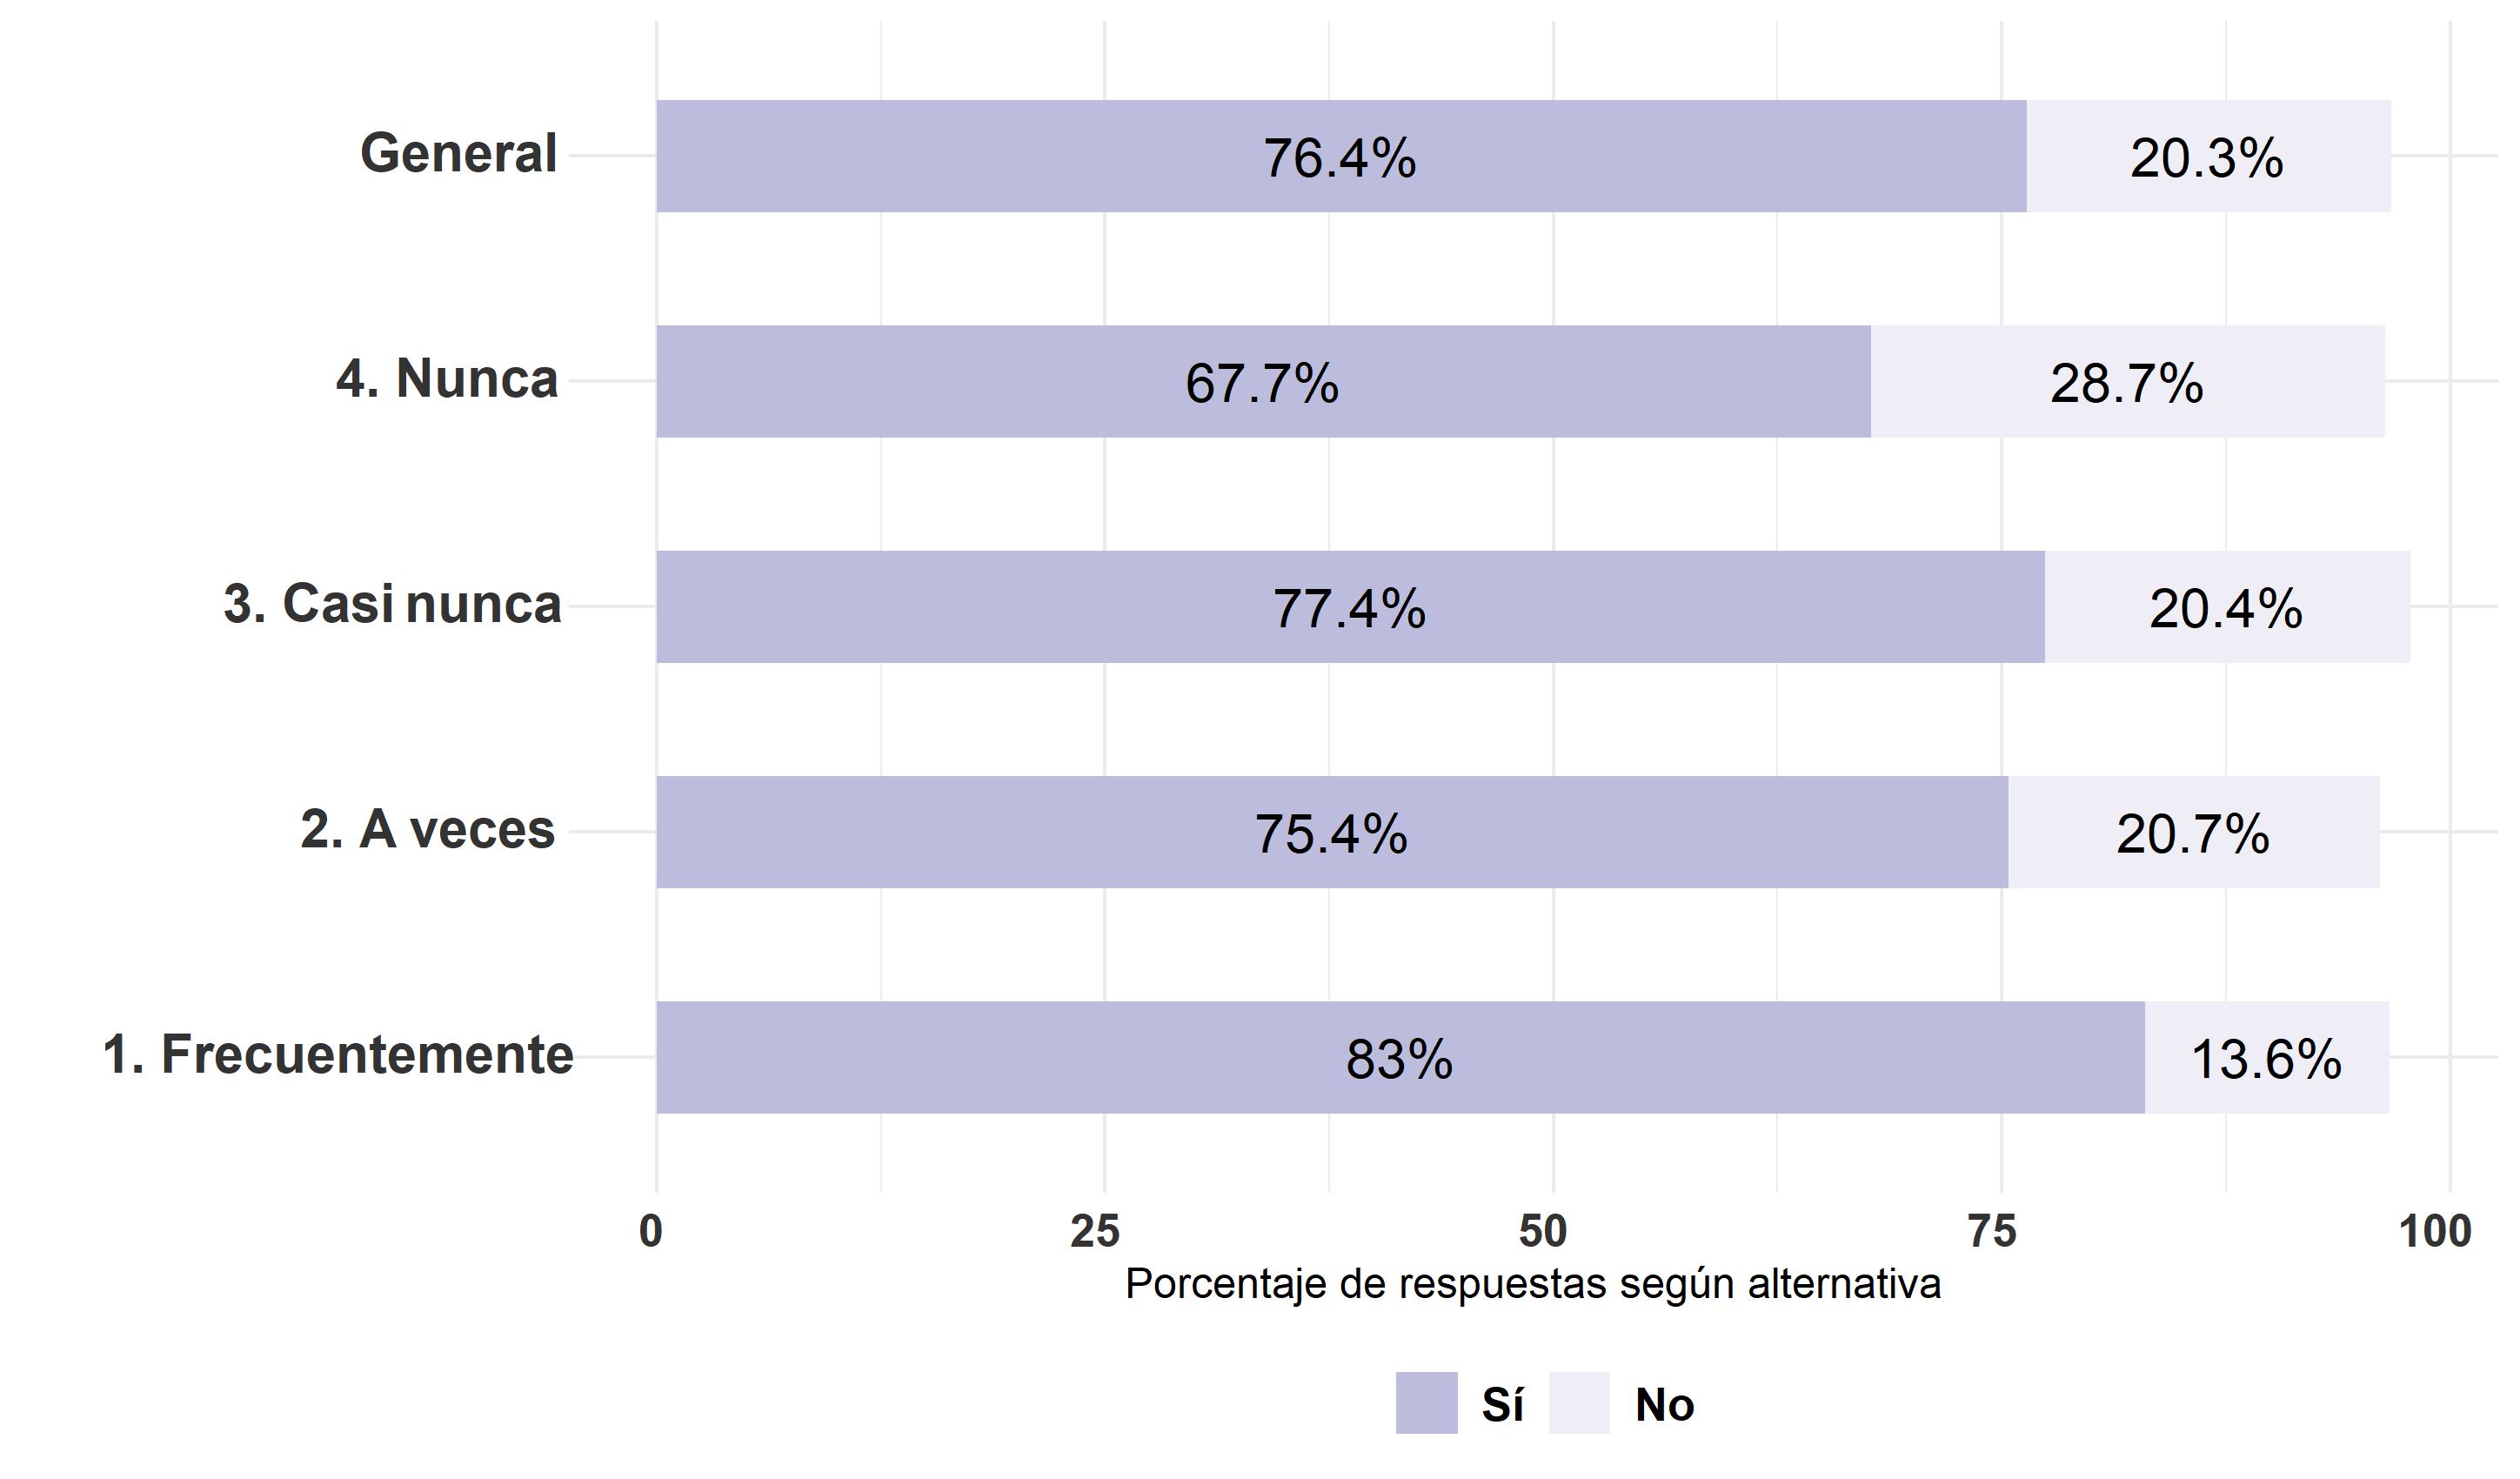 General 76.4% 20.3%
4. Nunca 67.7% 28.7%
3. Casi nunca 77.4% 20.4%
2. A veces 75.4% 20.7%
1. Frecuentemente 83% 13.6%
0 25 50 75 100
Porcentaje de respuestas según alternativa
Sí No